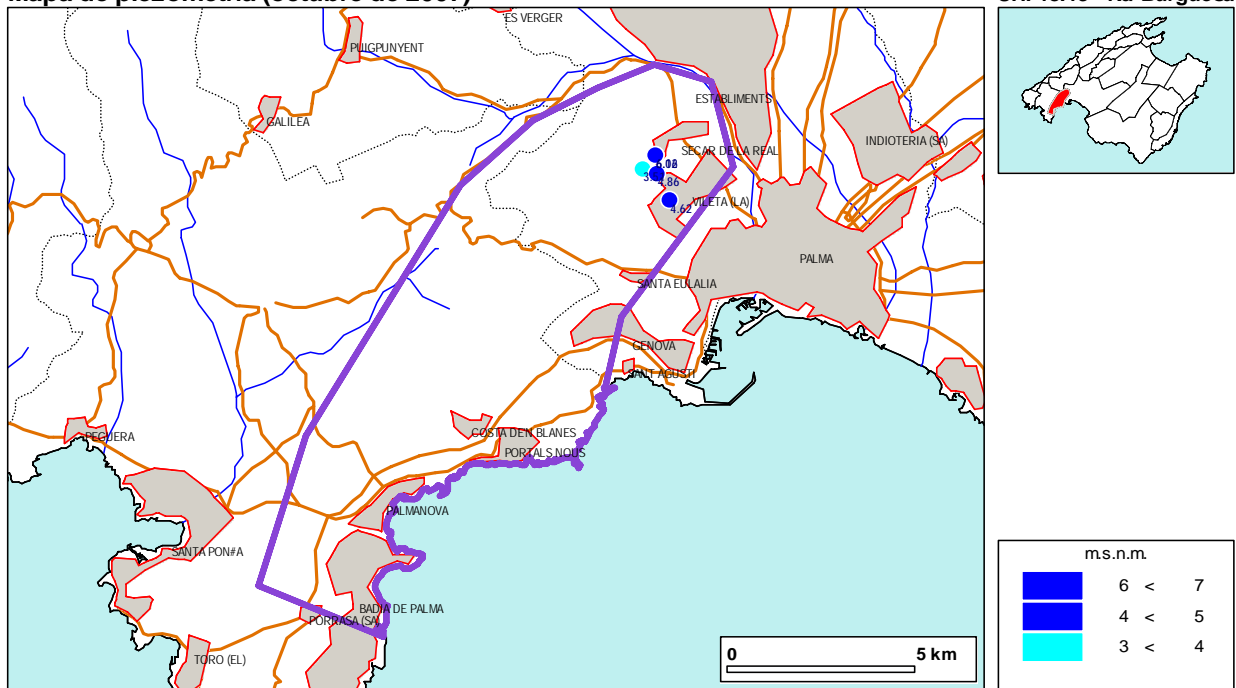 ES VERGER
PUIGPUNYENT
ESTABLIMENTS
GALILEA
INDIOTERIA (SA)
SECAR DE LA REAL
4.86
VILETA (LA)
4.62
PALMA
SANTA EULALIA
GENOVA
SANT AGUSTI
PEGUERA
COSTA DE'N BLANES
PORTALS NOUS
PALMANOVA
SANTA PON#A
BADIA DE PALMA
PORRASA (SA)
TORO (EL)
0 5 km
m.s.n.m.
6 < 7
4 < 5
3 < 4